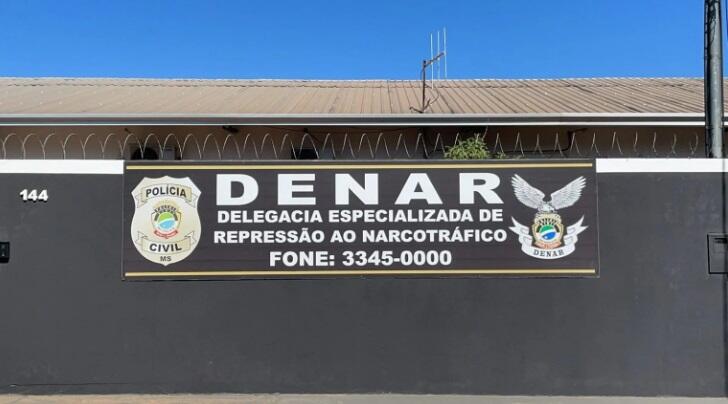 144
POLÍCIA
CIVIL
MS
DENAR
DELEGACIA ESPECIALIZADA DE
REPRESSÃO AO NARCOTRÁFICO
FONE: 3345-0000
DENAR